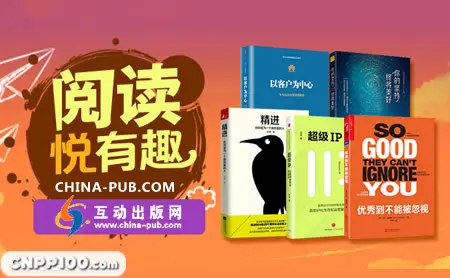 阅读
悦有趣
CHINA-PUB.COM
互动出版网
www.china-pub.com
以客户为中心
你的坚持
终将美好
精进
超级IP
SO
GOOD
THEY CAN'T
IGNORE
YOU
优秀到不能被忽视
CNPP100.com